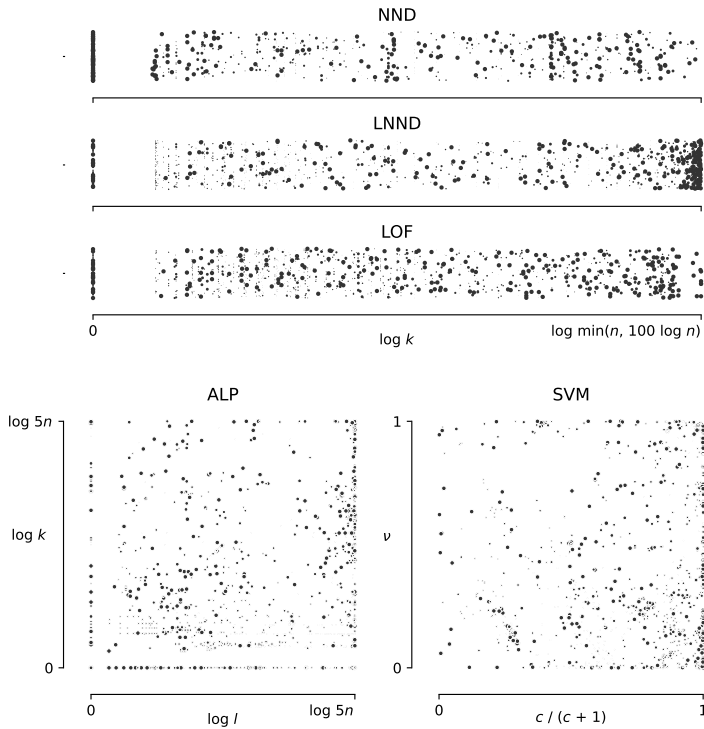 NND
LNND
LOF
0
log min(n, 100 log n)
log k
ALP
SVM
log 5n
log k
0
1
ν
0
0
log 5n
log l
0
1
c / (c + 1)